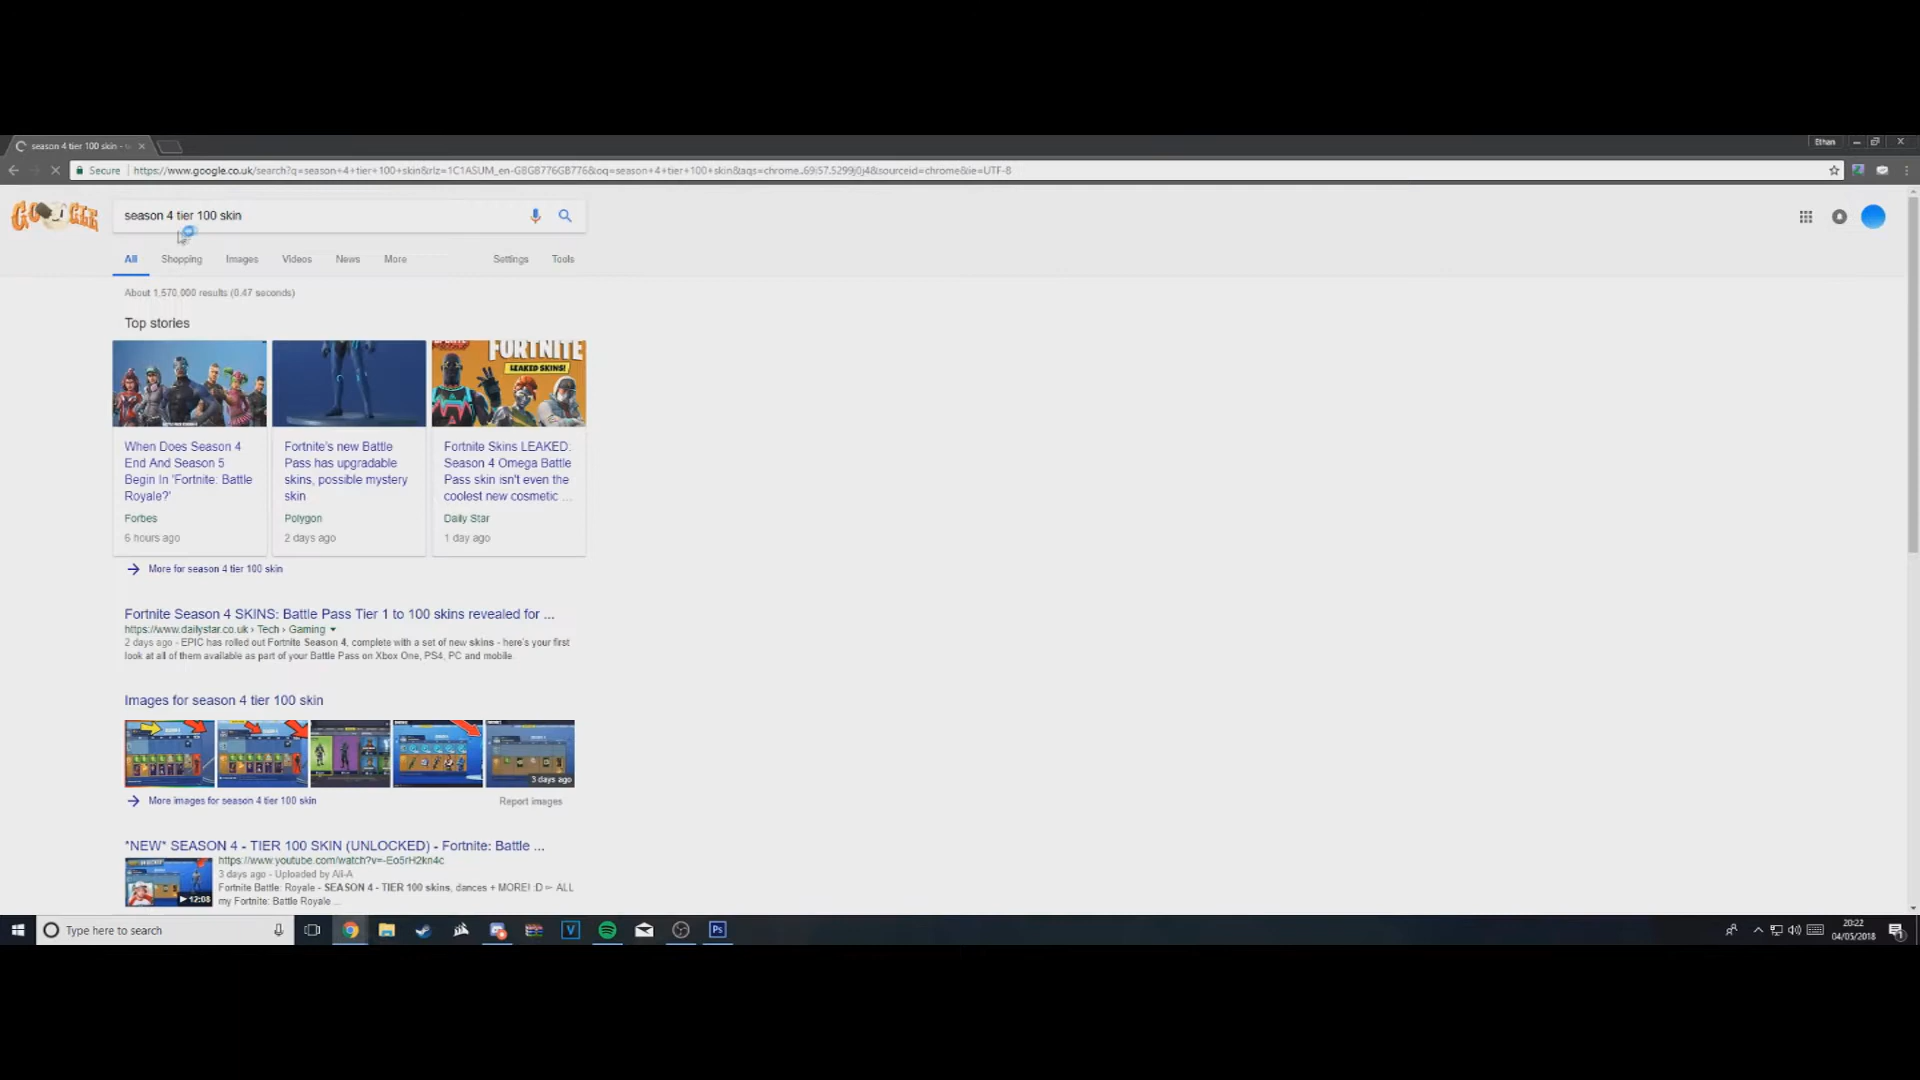 season 4 tier 100 skin -
Ethan
Secure
https://www.google.co.uk/search?q=season+4+tier+100+skin&rlz=1C1ASUM_en-GBGB776GB776&oq=season+4+tier+100+skin&aqs=chrome..69i57.5299j0j4&sourceid=chrome&ie=UTF-8
GOOGLE
season 4 tier 100 skin
All
Shopping
Images
Videos
News
More
Settings
Tools
About 1,570,000 results (0.47 seconds)
Top stories
FORTNITE
LEAKED SKINS!
When Does Season 4
End And Season 5
Begin In 'Fortnite: Battle
Royale?'
Forbes
6 hours ago
Fortnite's new Battle
Pass has upgradable
skins, possible mystery
skin
Polygon
2 days ago
Fortnite Skins LEAKED:
Season 4 Omega Battle
Pass skin isn't even the
coolest new cosmetic ...
Daily Star
1 day ago
More for season 4 tier 100 skin
Fortnite Season 4 SKINS: Battle Pass Tier 1 to 100 skins revealed for ...
https://www.dailystar.co.uk › Tech › Gaming
2 days ago - EPIC has rolled out Fortnite Season 4, complete with a set of new skins - here's your first
look at all of them available as part of your Battle Pass on Xbox One, PS4, PC and mobile.
Images for season 4 tier 100 skin
3 days ago
More images for season 4 tier 100 skin
Report images
*NEW* SEASON 4 - TIER 100 SKIN (UNLOCKED) - Fortnite: Battle ...
https://www.youtube.com/watch?v=-Eo5rH2kn4c
3 days ago - Uploaded by Ali-A
Fortnite Battle: Royale - SEASON 4 - TIER 100 skins, dances + MORE! :D ► ALL
my Fortnite: Battle Royale ...
12:08
Type here to search
V
Ps
20:22
04/05/2018
1